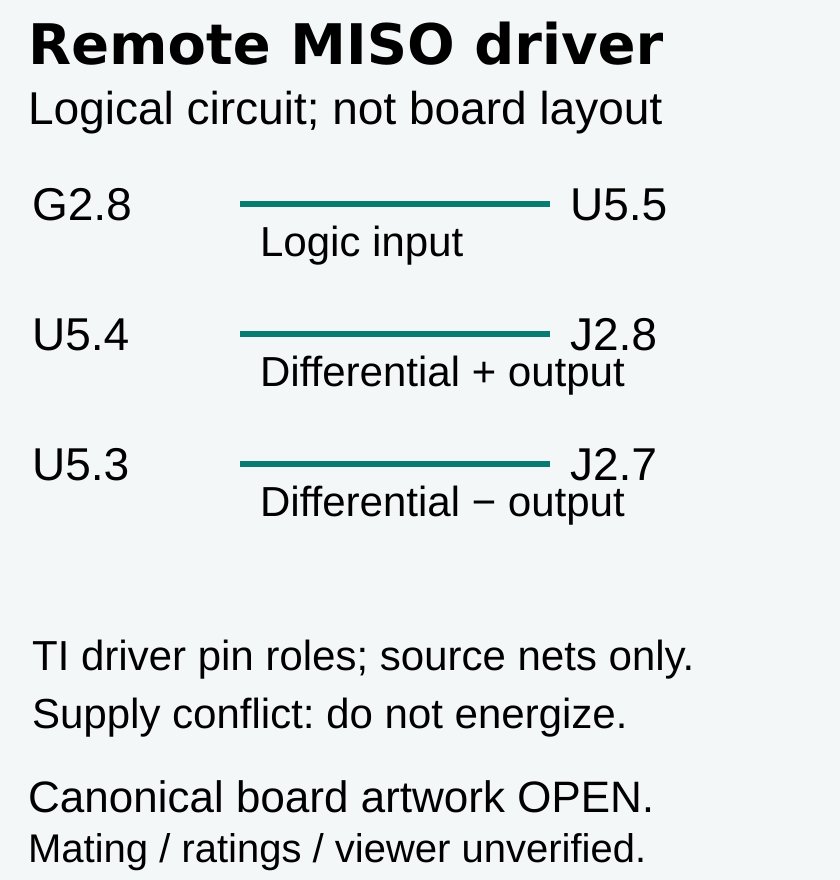 Remote MISO driver
Logical circuit; not board layout
G2.8 U5.5
Logic input
U5.4 J2.8
Differential + output
U5.3 J2.7
Differential − output
TI driver pin roles; source nets only.
Supply conflict: do not energize.
Canonical board artwork OPEN.
Mating / ratings / viewer unverified.